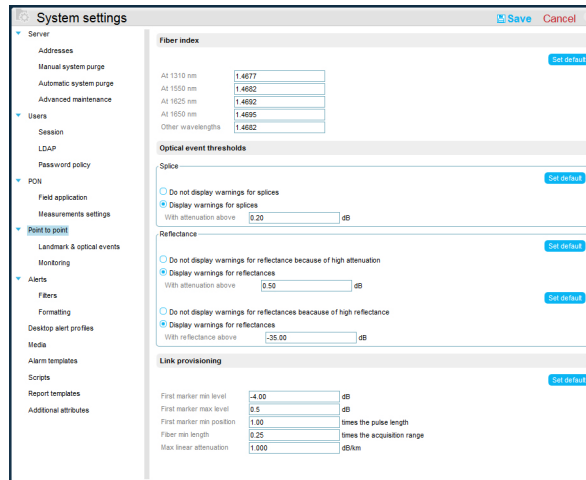 System settings
Save Cancel
Server
Addresses
Manual system purge
Automatic system purge
Advanced maintenance
Users
Session
LDAP
Password policy
PON
Field application
Measurements settings
Point to point
Landmark & optical events
Monitoring
Alerts
Filters
Formatting
Desktop alert profiles
Media
Alarm templates
Scripts
Report templates
Additional attributes
Fiber index
Set default
At 1310 nm 1.4677
At 1550 nm 1.4682
At 1625 nm 1.4692
At 1650 nm 1.4695
Other wavelengths 1.4682
Optical event thresholds
Splice
Set default
Do not display warnings for splices
Display warnings for splices
With attenuation above 0.20 dB
Reflectance
Set default
Do not display warnings for reflectance because of high attenuation
Display warnings for reflectances
With attenuation above 0.50 dB
Set default
Do not display warnings for reflectances beacause of high reflectance
Display warnings for reflectances
With reflectance above -35.00 dB
Link provisioning
Set default
First marker min level -4.00 dB
First marker max level 0.5 dB
First marker min position 1.00 times the pulse length
Fiber min length 0.25 times the acquisition range
Max linear attenuation 1.000 dB/km